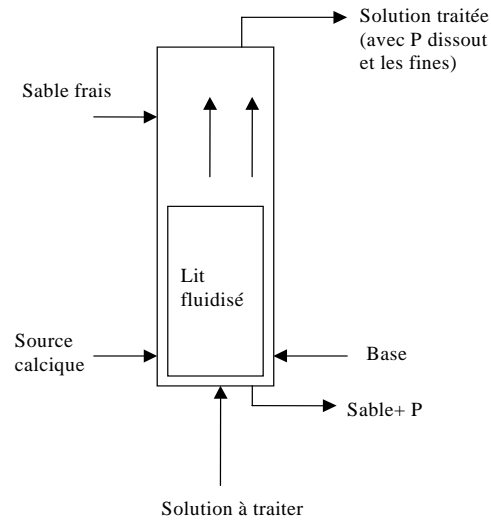 Solution traitée
(avec P dissout
et les fines)
Sable frais
Lit
fluidisé
Source
calcique
Base
Sable+ P
Solution à traiter